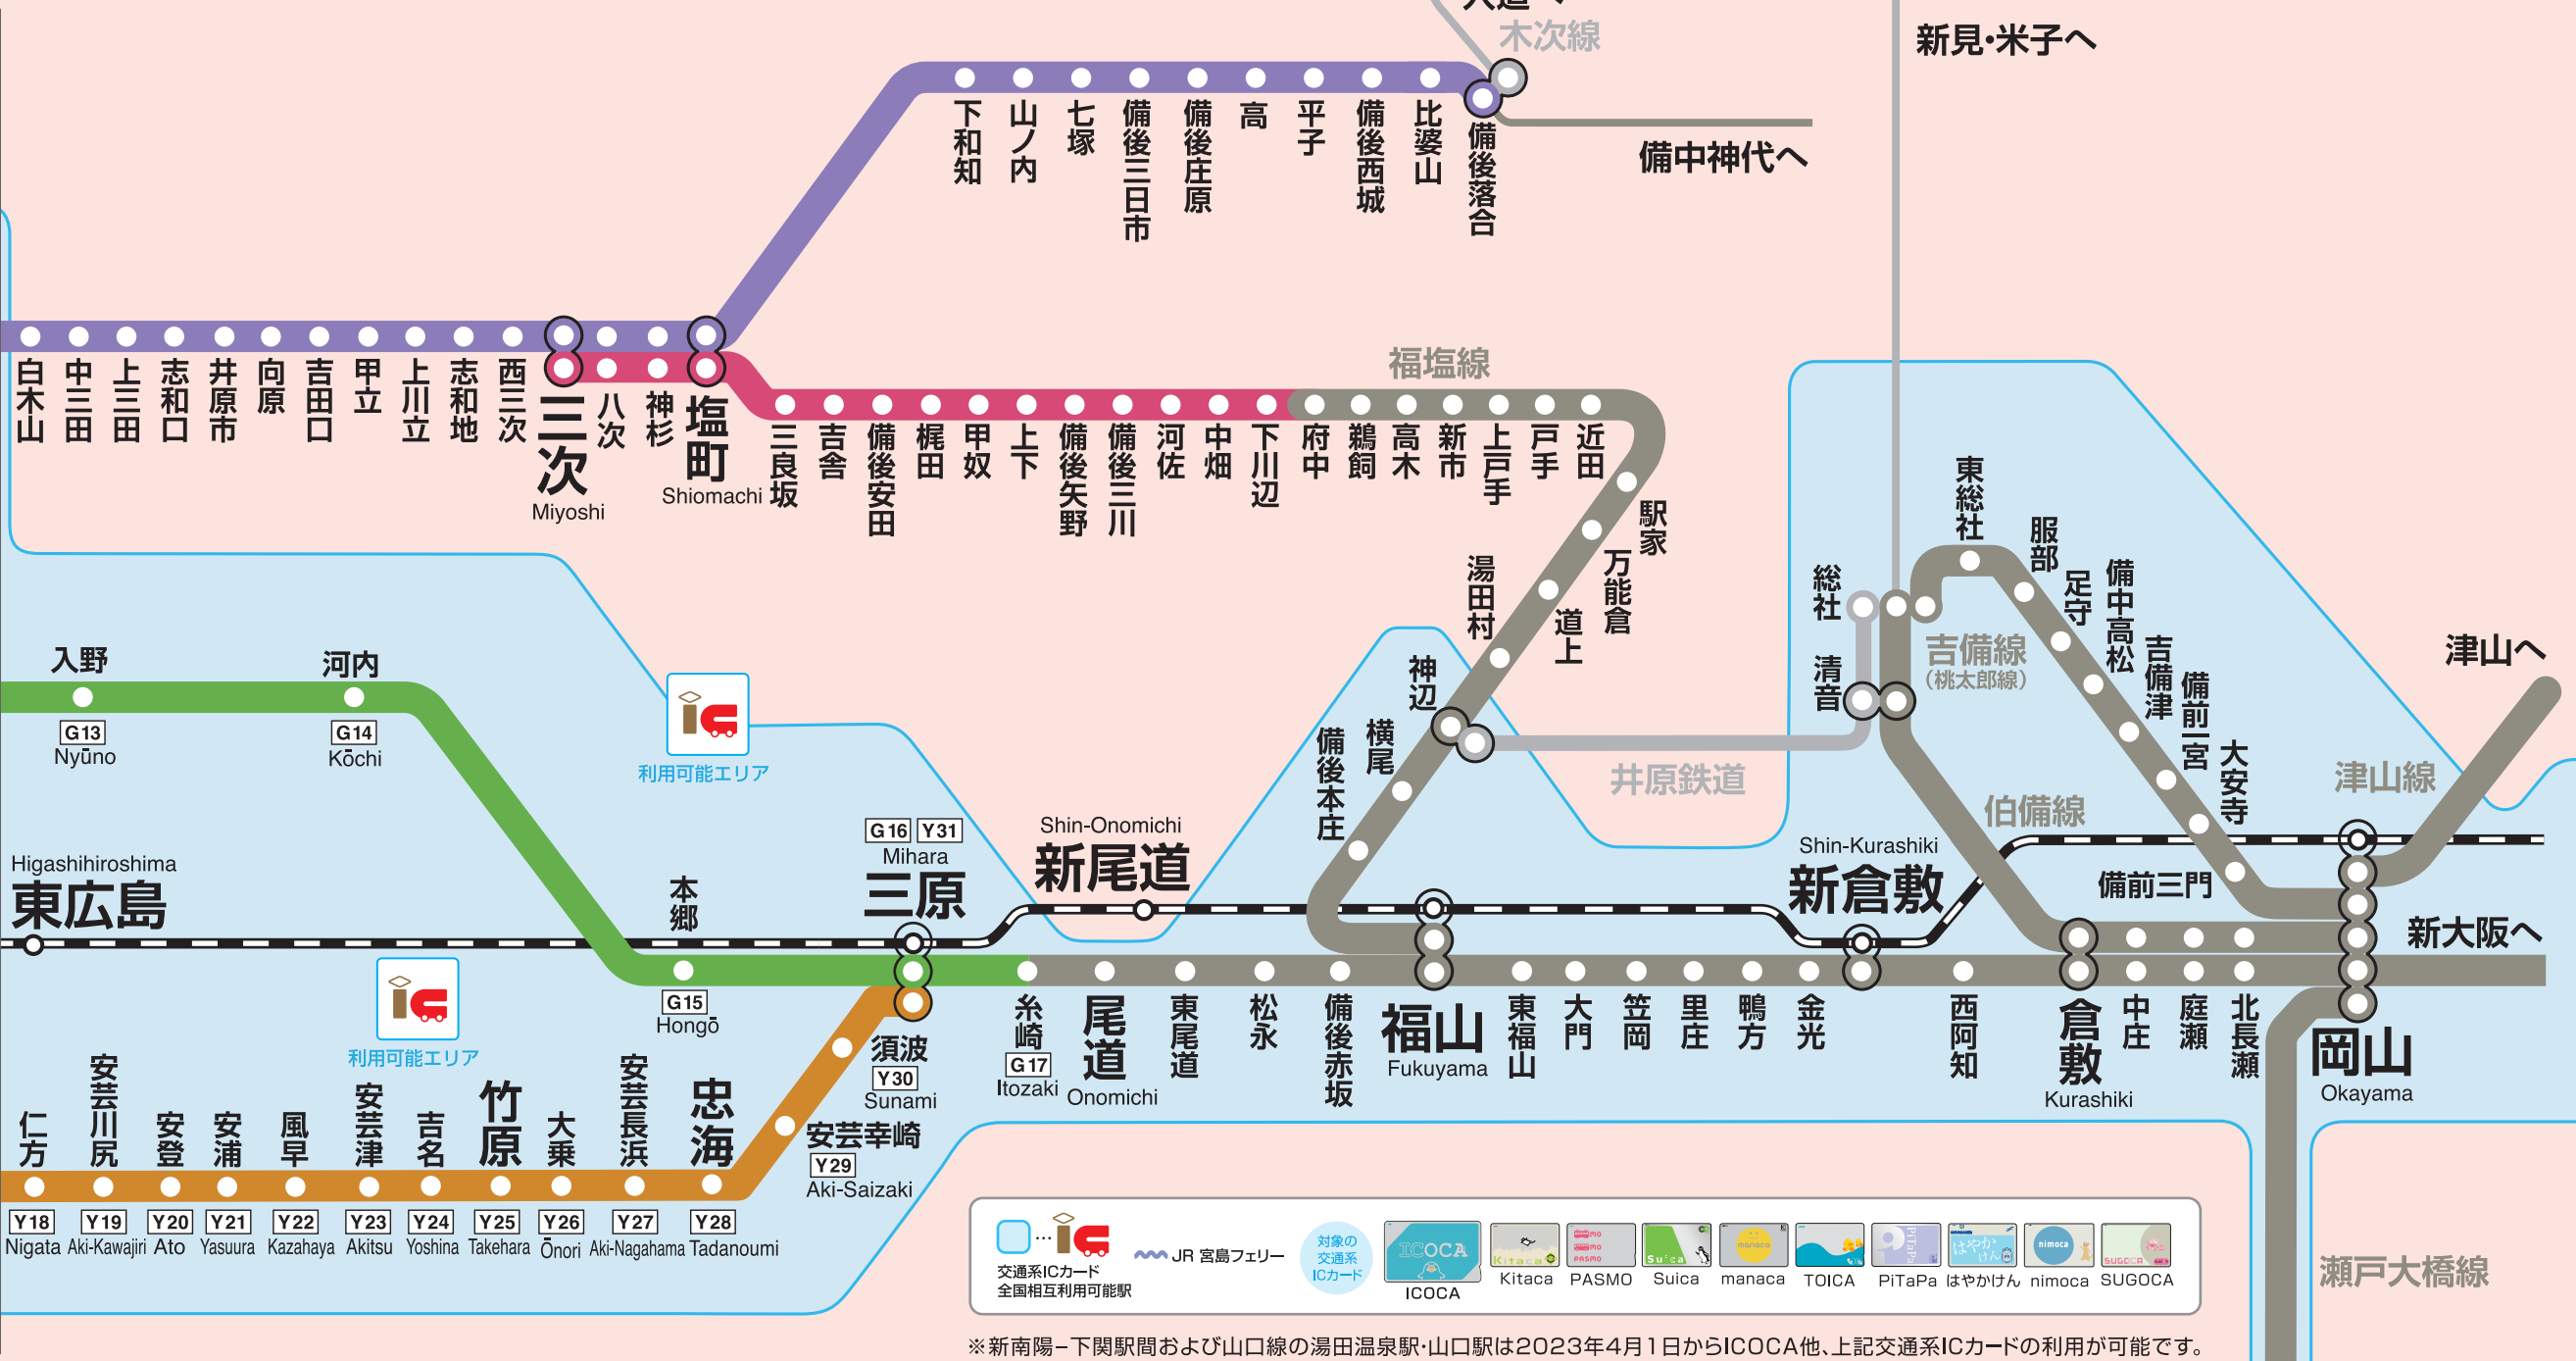 木次線
新見・米子へ
備中神代へ
下和知
山ノ内
七塚
備後三日市
備後庄原
高
平子
備後西城
比婆山
備後落合
白木山
中三田
上三田
志和口
井原市
向原
吉田口
甲立
上川立
志和地
西三次
三次
Miyoshi
八次
神杉
塩町
Shiomachi
福塩線
三良坂
吉舎
備後安田
梶田
甲奴
上下
備後矢野
備後三川
河佐
中畑
下川辺
府中
鵜飼
高木
新市
上戸手
戸手
近田
駅家
万能倉
道上
湯田村
神辺
横尾
備後本庄
井原鉄道
総社
清音
東総社
服部
足守
備中高松
吉備津
備前一宮
大安寺
備前三門
吉備線
(桃太郎線)
伯備線
津山線
津山へ
新大阪へ
入野
G13
Nyūno
河内
G14
Kōchi
利用可能エリア
Higashihiroshima
東広島
本郷
G15
Hongō
G16 Y31
Mihara
三原
Shin-Onomichi
新尾道
Shin-Kurashiki
新倉敷
糸崎
G17
Itozaki
尾道
Onomichi
東尾道
松永
備後赤坂
福山
Fukuyama
東福山
大門
笠岡
里庄
鴨方
金光
西阿知
倉敷
Kurashiki
中庄
庭瀬
北長瀬
岡山
Okayama
利用可能エリア
須波
Y30
Sunami
安芸幸崎
Y29
Aki-Saizaki
仁方
安芸川尻
安登
安浦
風早
安芸津
吉名
竹原
大乗
安芸長浜
忠海
Y18 Y19 Y20 Y21 Y22 Y23 Y24 Y25 Y26 Y27 Y28
Nigata Aki-Kawajiri Ato Yasuura Kazahaya Akitsu Yoshina Takehara Ōnori Aki-Nagahama Tadanoumi
瀬戸大橋線
…
交通系ICカード
全国相互利用可能駅
JR 宮島フェリー
対象の
交通系
ICカード
ICOCA
Kitaca PASMO Suica manaca TOICA PiTaPa はやかけん nimoca SUGOCA
※新南陽−下関駅間および山口線の湯田温泉駅・山口駅は2023年4月1日からICOCA他、上記交通系ICカードの利用が可能です。